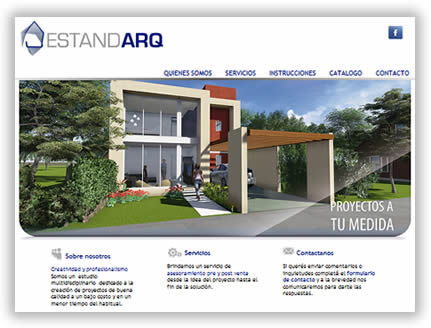 ESTANDARQ
f
QUIENES SOMOS SERVICIOS INSTRUCCIONES CATALOGO CONTACTO
PROYECTOS A
TU MEDIDA
Sobre nosotros
Creatividad y profesionalismo
Somos un estudio
multidisciplinario dedicado a la
creación de proyectos de buena
calidad a un bajo costo y en un
menor tiempo del habitual.
Servicios
Brindamos un servicio de
asesoramiento pre y post venta
desde la idea del proyecto hasta el
fin de la solución.
Contactanos
Si querés enviar comentarios o
inquietudes completá el formulario
de contacto y a la brevedad nos
comunicaremos para darte las
respuestas.